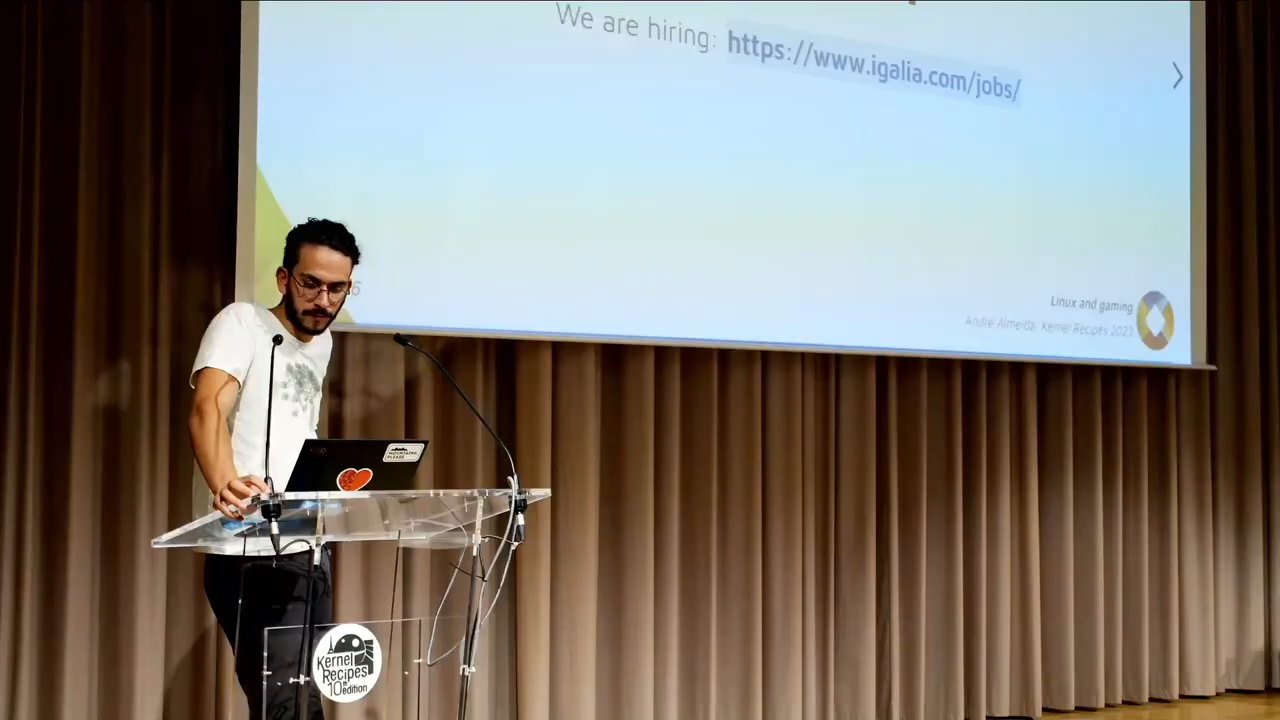 We are hiring: https://www.igalia.com/jobs/
Linux and gaming
André Almeida, Kernel Recipes 2023
MOUNTAINS
PLEASE
Kernel
Recipes
10 edition